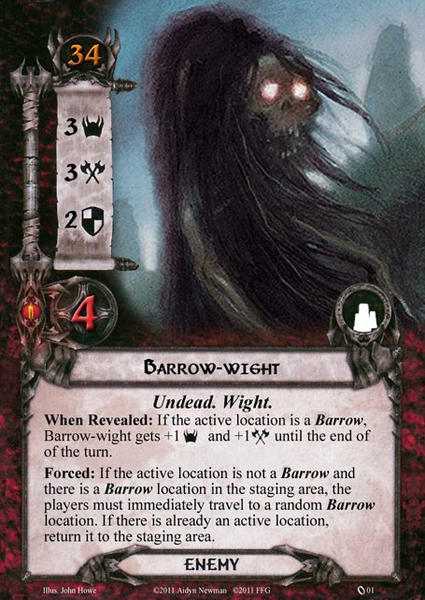 34
3
3
2
4
Barrow-wight
Undead. Wight.
When Revealed: If the active location is a Barrow,
Barrow-wight gets +1 and +1 until the end of
of the turn.
Forced: If the active location is not a Barrow and
there is a Barrow location in the staging area, the
players must immediately travel to a random Barrow
location. If there is already an active location,
return it to the staging area.
ENEMY
Illus. John Howe ©2011 Aidyn Newman ©2011 FFG 01